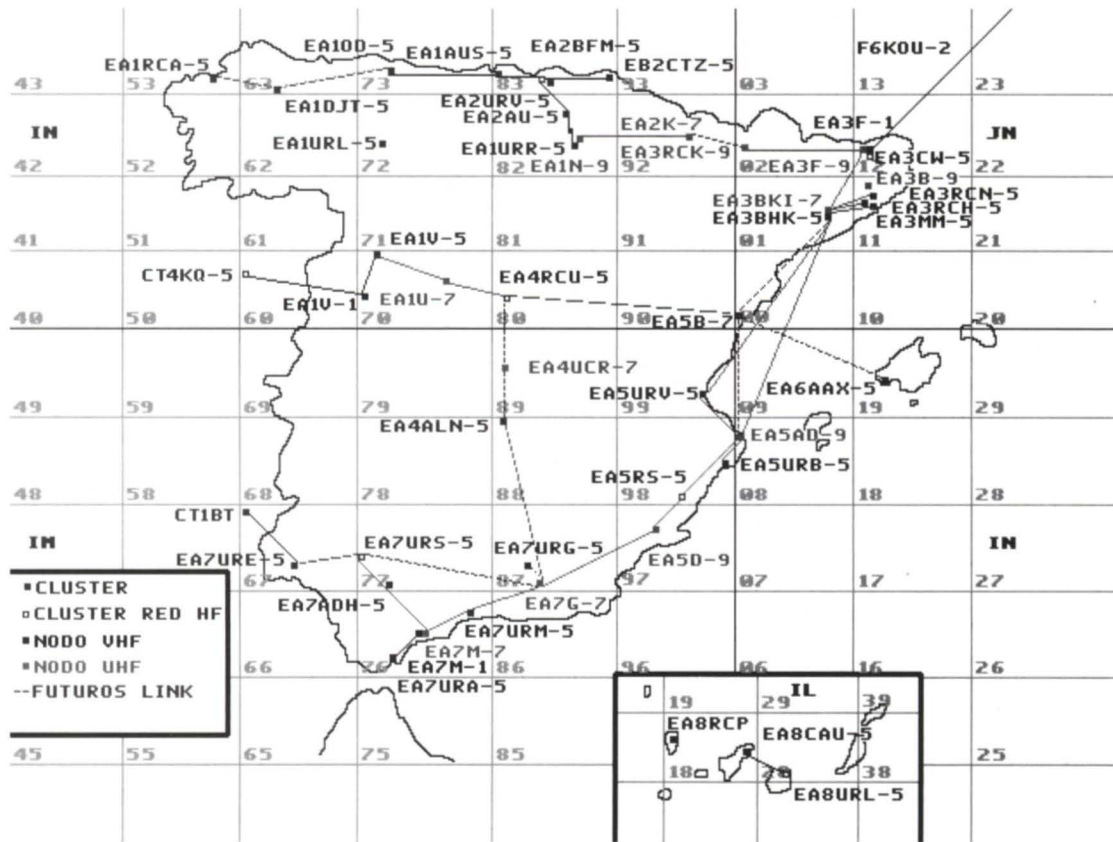 F6KOU-2
EA1OD-5 EA1AUS-5 EA2BFM-5
EA1RCA-5 EB2CTZ-5
43 53 63 73 83 93 03 13 23
EA1DJT-5 EA2URV-5
EA2AU-5
IN EA2K-7 EA3F-1 JN
EA1URL-5 EA1URR-5 EA3RCK-9
EA1N-9 EA3F-9 EA3CW-5
42 52 62 72 82 92 02 12 22
EA3B-9
EA3BKI-7 EA3RCN-5
EA3BHK-5 EA3RCH-5
EA3MM-5
EA1V-5
41 51 61 71 81 91 01 11 21
CT4KQ-5 EA4RCU-5
EA1V-1 EA1U-7
EA5B-7
40 50 60 70 80 90 00 10 20
EA4UCR-7
EA5URV-5 EA6AAX-5
49 59 69 79 89 99 09 19 29
EA4ALN-5 EA5AD-9
EA5URB-5
EA5RS-5
48 58 68 78 88 98 08 18 28
CT1BT
IM EA7URS-5 EA7URG-5 IN
EA7URE-5 EA5D-9
67 77 87 97 07 17 27
CLUSTER
CLUSTER RED HF
NODO VHF
NODO UHF
--FUTUROS LINK
EA7ADH-5 EA7G-7
EA7URM-5
EA7M-7
EA7M-1
66 76 86 96 06 16 26
EA7URA-5
IL
19 29 39
EA8RCP EA8CAU-5
45 55 65 75 85 25
18 28 38
EA8URL-5